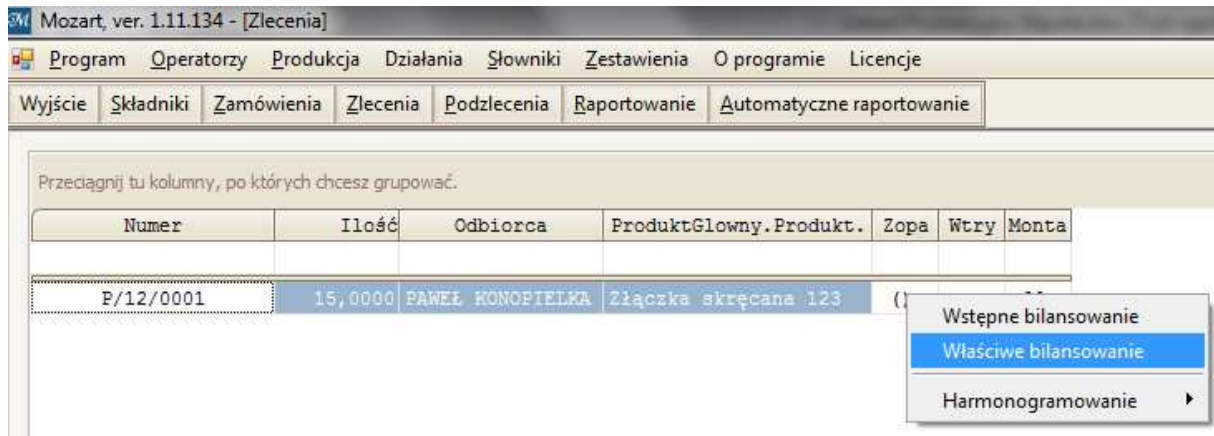 Mozart, ver. 1.11.134 - [Zlecenia]
Program Operatorzy Produkcja Działania Słowniki Zestawienia O programie Licencje
Wyjście Składniki Zamówienia Zlecenia Podzlecenia Raportowanie Automatyczne raportowanie
Przeciągnij tu kolumny, po których chcesz grupować.
Numer Ilość Odbiorca ProduktGlowny.Produkt. Zopa Wtry Monta
P/12/0001 15,0000 PAWEŁ KONOPIELKA Złączka skręcana 123 ()
Wstępne bilansowanie
Właściwe bilansowanie
Harmonogramowanie